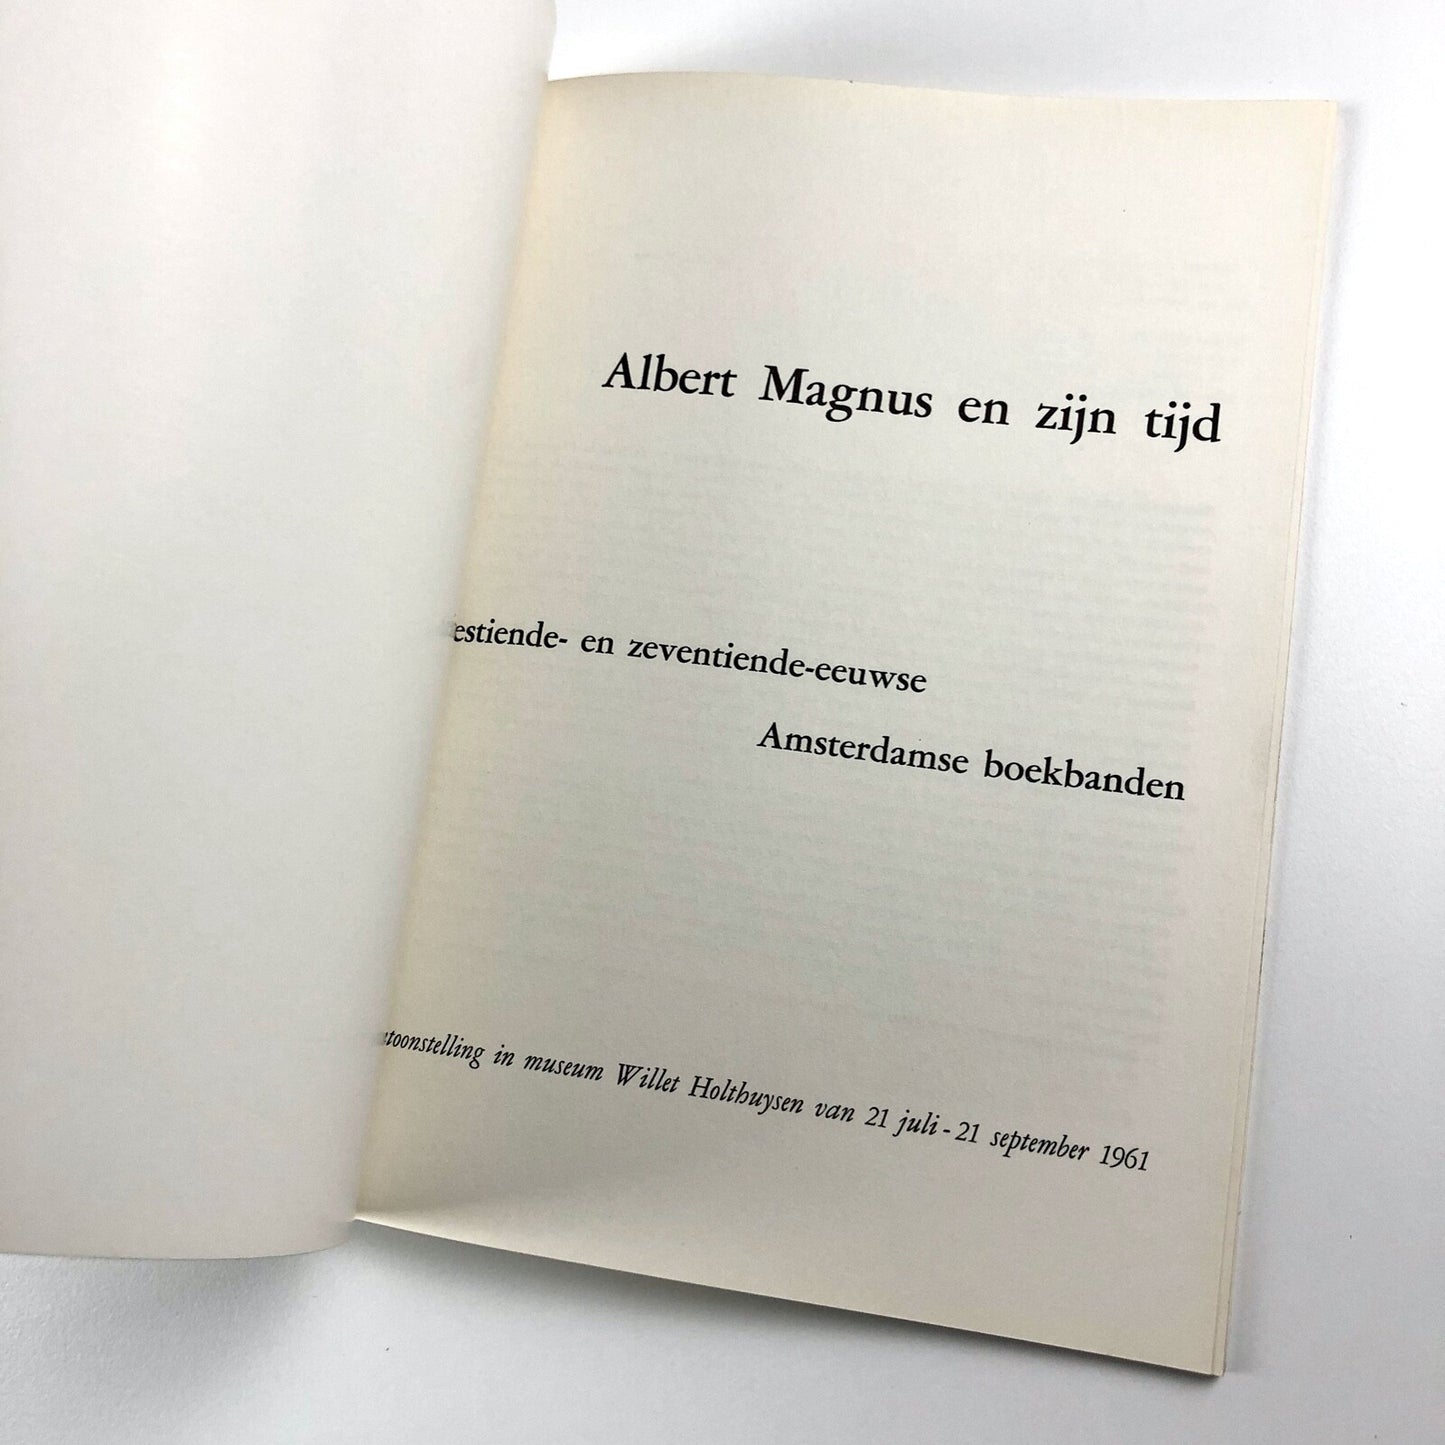 Albert Magnus en zijn tijd
estiende- en zeventiende-eeuwse
Amsterdamse boekbanden
toonstelling in museum Willet Holthuysen van 21 juli - 21 september 1961